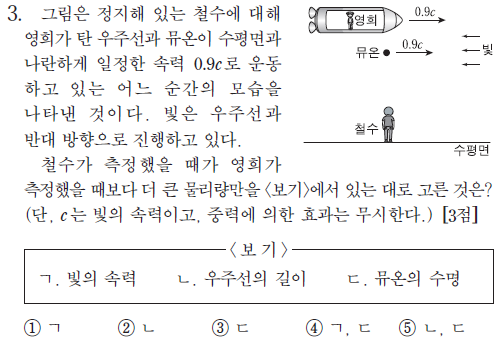 3. 그림은 정지해 있는 철수에 대해
영희가 탄 우주선과 뮤온이 수평면과
나란하게 일정한 속력 0.9c로 운동
하고 있는 어느 순간의 모습을
나타낸 것이다. 빛은 우주선과
반대 방향으로 진행하고 있다.
영희
0.9c
뮤온
0.9c
빛
철수
수평면
철수가 측정했을 때가 영희가
측정했을 때보다 더 큰 물리량만을 <보기>에서 있는 대로 고른 것은?
(단, c는 빛의 속력이고, 중력에 의한 효과는 무시한다.) [3점]
<보 기>
ㄱ. 빛의 속력 ㄴ. 우주선의 길이 ㄷ. 뮤온의 수명
① ㄱ ② ㄴ ③ ㄷ ④ ㄱ, ㄷ ⑤ ㄴ, ㄷ